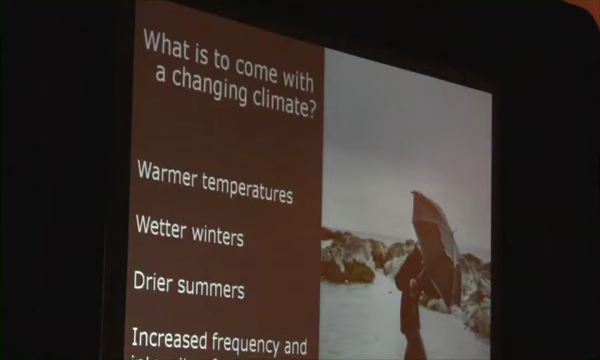 What is to come with
a changing climate?
Warmer temperatures
Wetter winters
Drier summers
Increased frequency and